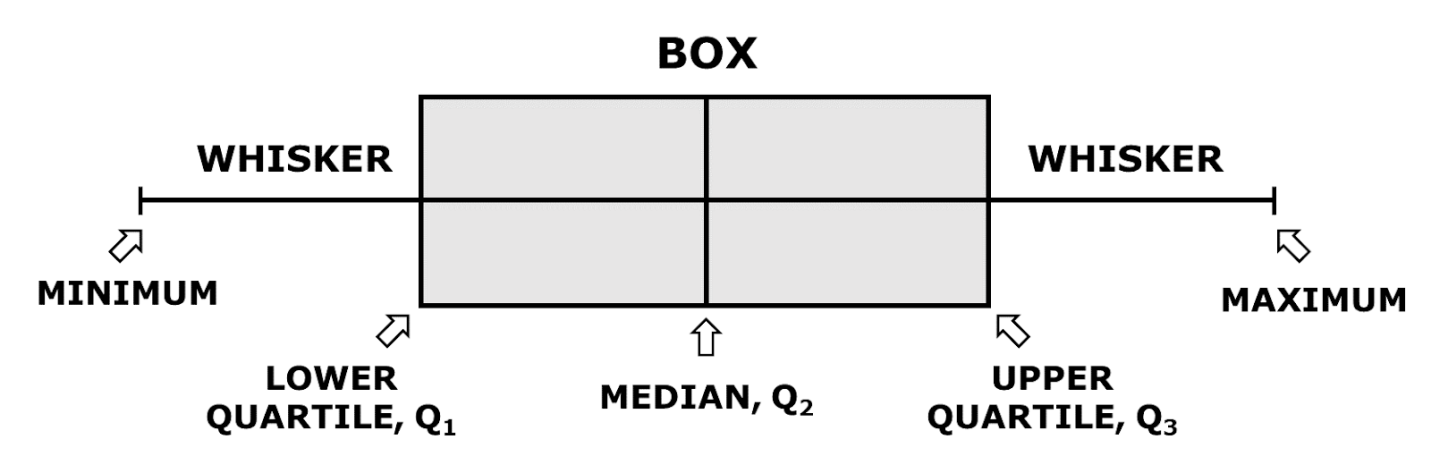 BOX
WHISKER
WHISKER
MINIMUM
MAXIMUM
LOWER
QUARTILE, Q₁
MEDIAN, Q₂
UPPER
QUARTILE, Q₃